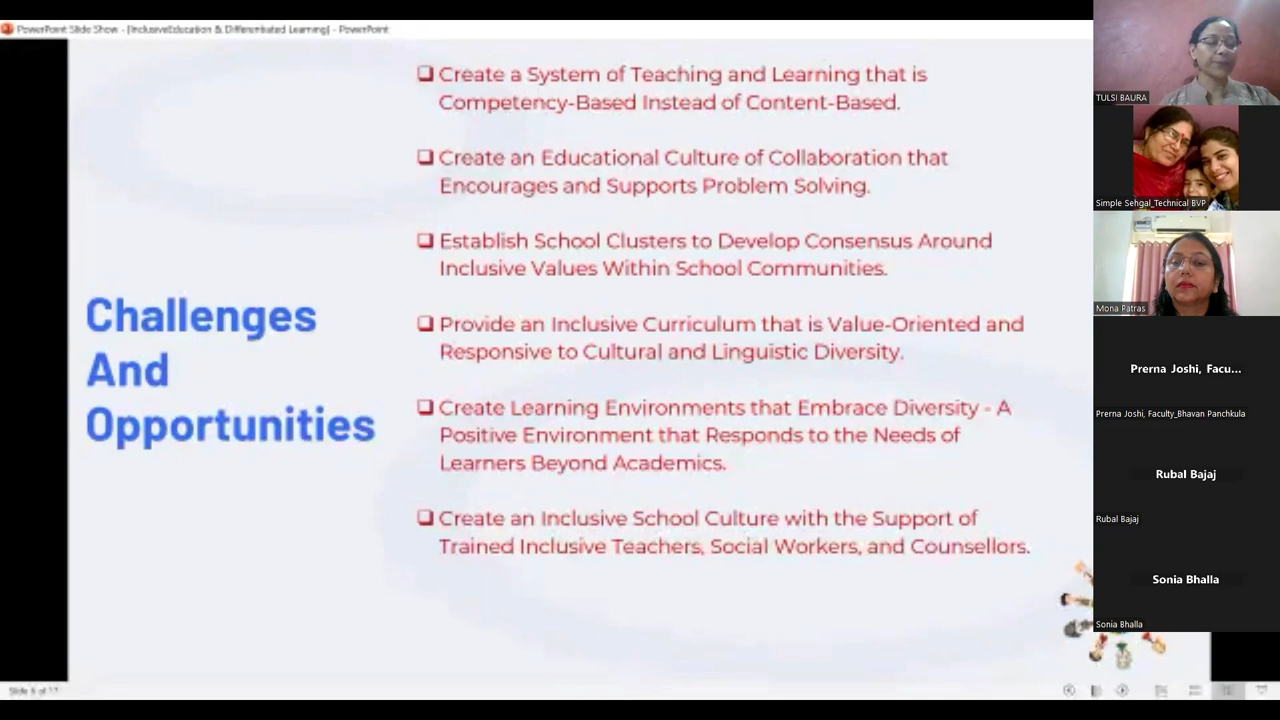 PowerPoint Slide Show - [InclusiveEducation & Differentiated Learning] - PowerPoint
Challenges
And
Opportunities
❑ Create a System of Teaching and Learning that is
Competency-Based Instead of Content-Based.
❑ Create an Educational Culture of Collaboration that
Encourages and Supports Problem Solving.
❑ Establish School Clusters to Develop Consensus Around
Inclusive Values Within School Communities.
❑ Provide an Inclusive Curriculum that is Value-Oriented and
Responsive to Cultural and Linguistic Diversity.
❑ Create Learning Environments that Embrace Diversity - A
Positive Environment that Responds to the Needs of
Learners Beyond Academics.
❑ Create an Inclusive School Culture with the Support of
Trained Inclusive Teachers, Social Workers, and Counsellors.
TULSI BAURA
Simple Sehgal_Technical BVP
Mona Patras
Prerna Joshi, Facu...
Prerna Joshi, Faculty_Bhavan Panchkula
Rubal Bajaj
Rubal Bajaj
Sonia Bhalla
Sonia Bhalla
Slide 6 of 17